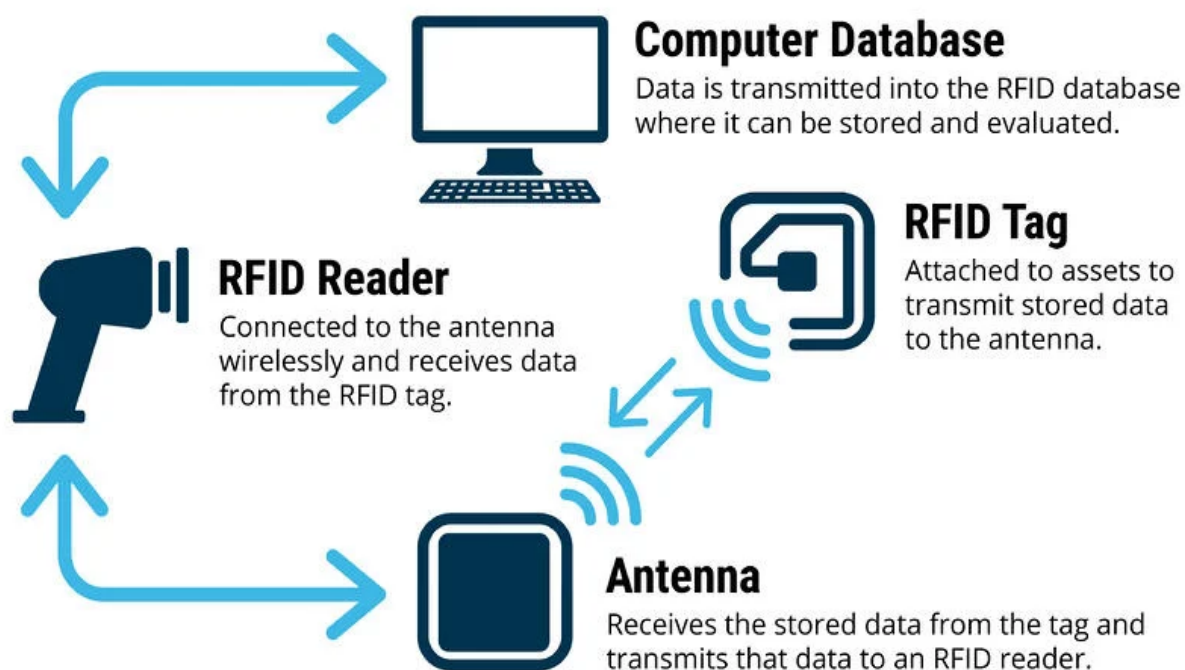 Computer Database
Data is transmitted into the RFID database
where it can be stored and evaluated.
RFID Tag
Attached to assets to
transmit stored data
to the antenna.
RFID Reader
Connected to the antenna
wirelessly and receives data
from the RFID tag.
Antenna
Receives the stored data from the tag and
transmits that data to an RFID reader.